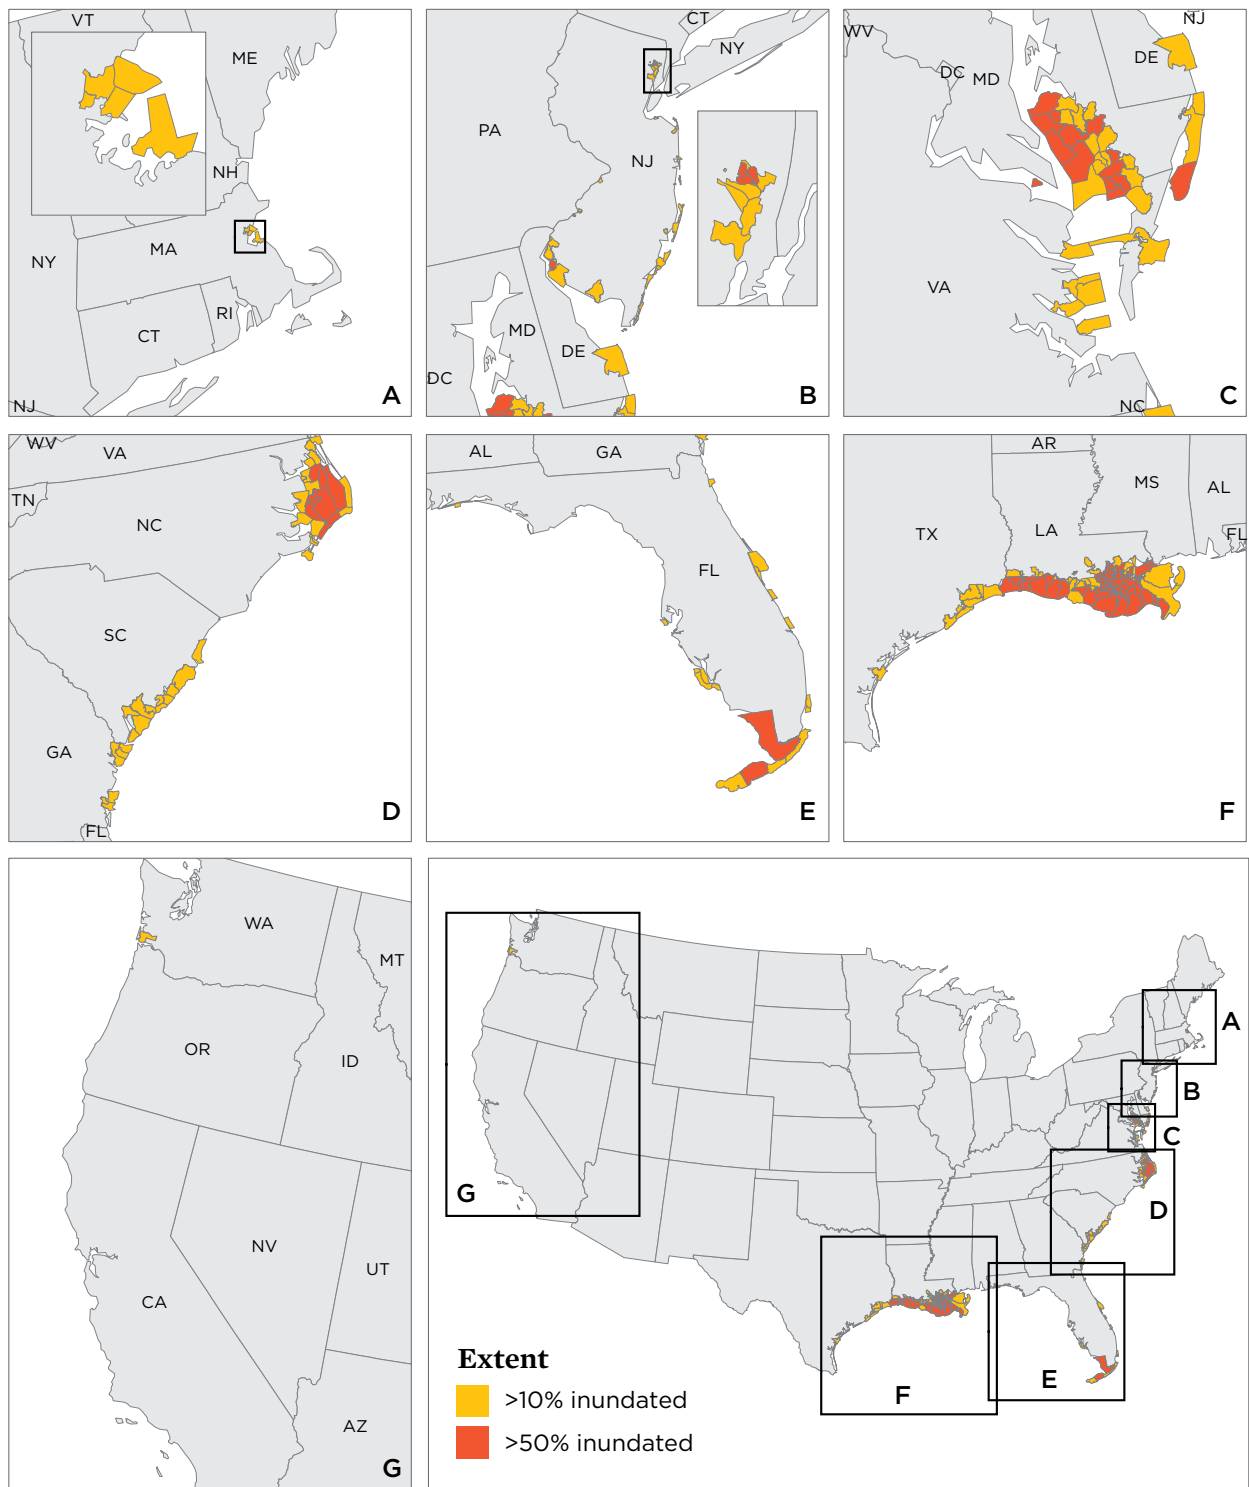 VT
ME
NH
NY
MA
RI
CT
NJ
A
CT
NY
PA
NJ
MD
DE
DC
B
NJ
WV
DE
DC
MD
VA
NC
C
WV
VA
TN
NC
SC
GA
FL
D
AL
GA
FL
E
AR
MS
AL
TX
LA
FL
F
WA
MT
OR
ID
NV
UT
CA
AZ
G
A
B
C
G
D
F
E
Extent
>10% inundated
>50% inundated